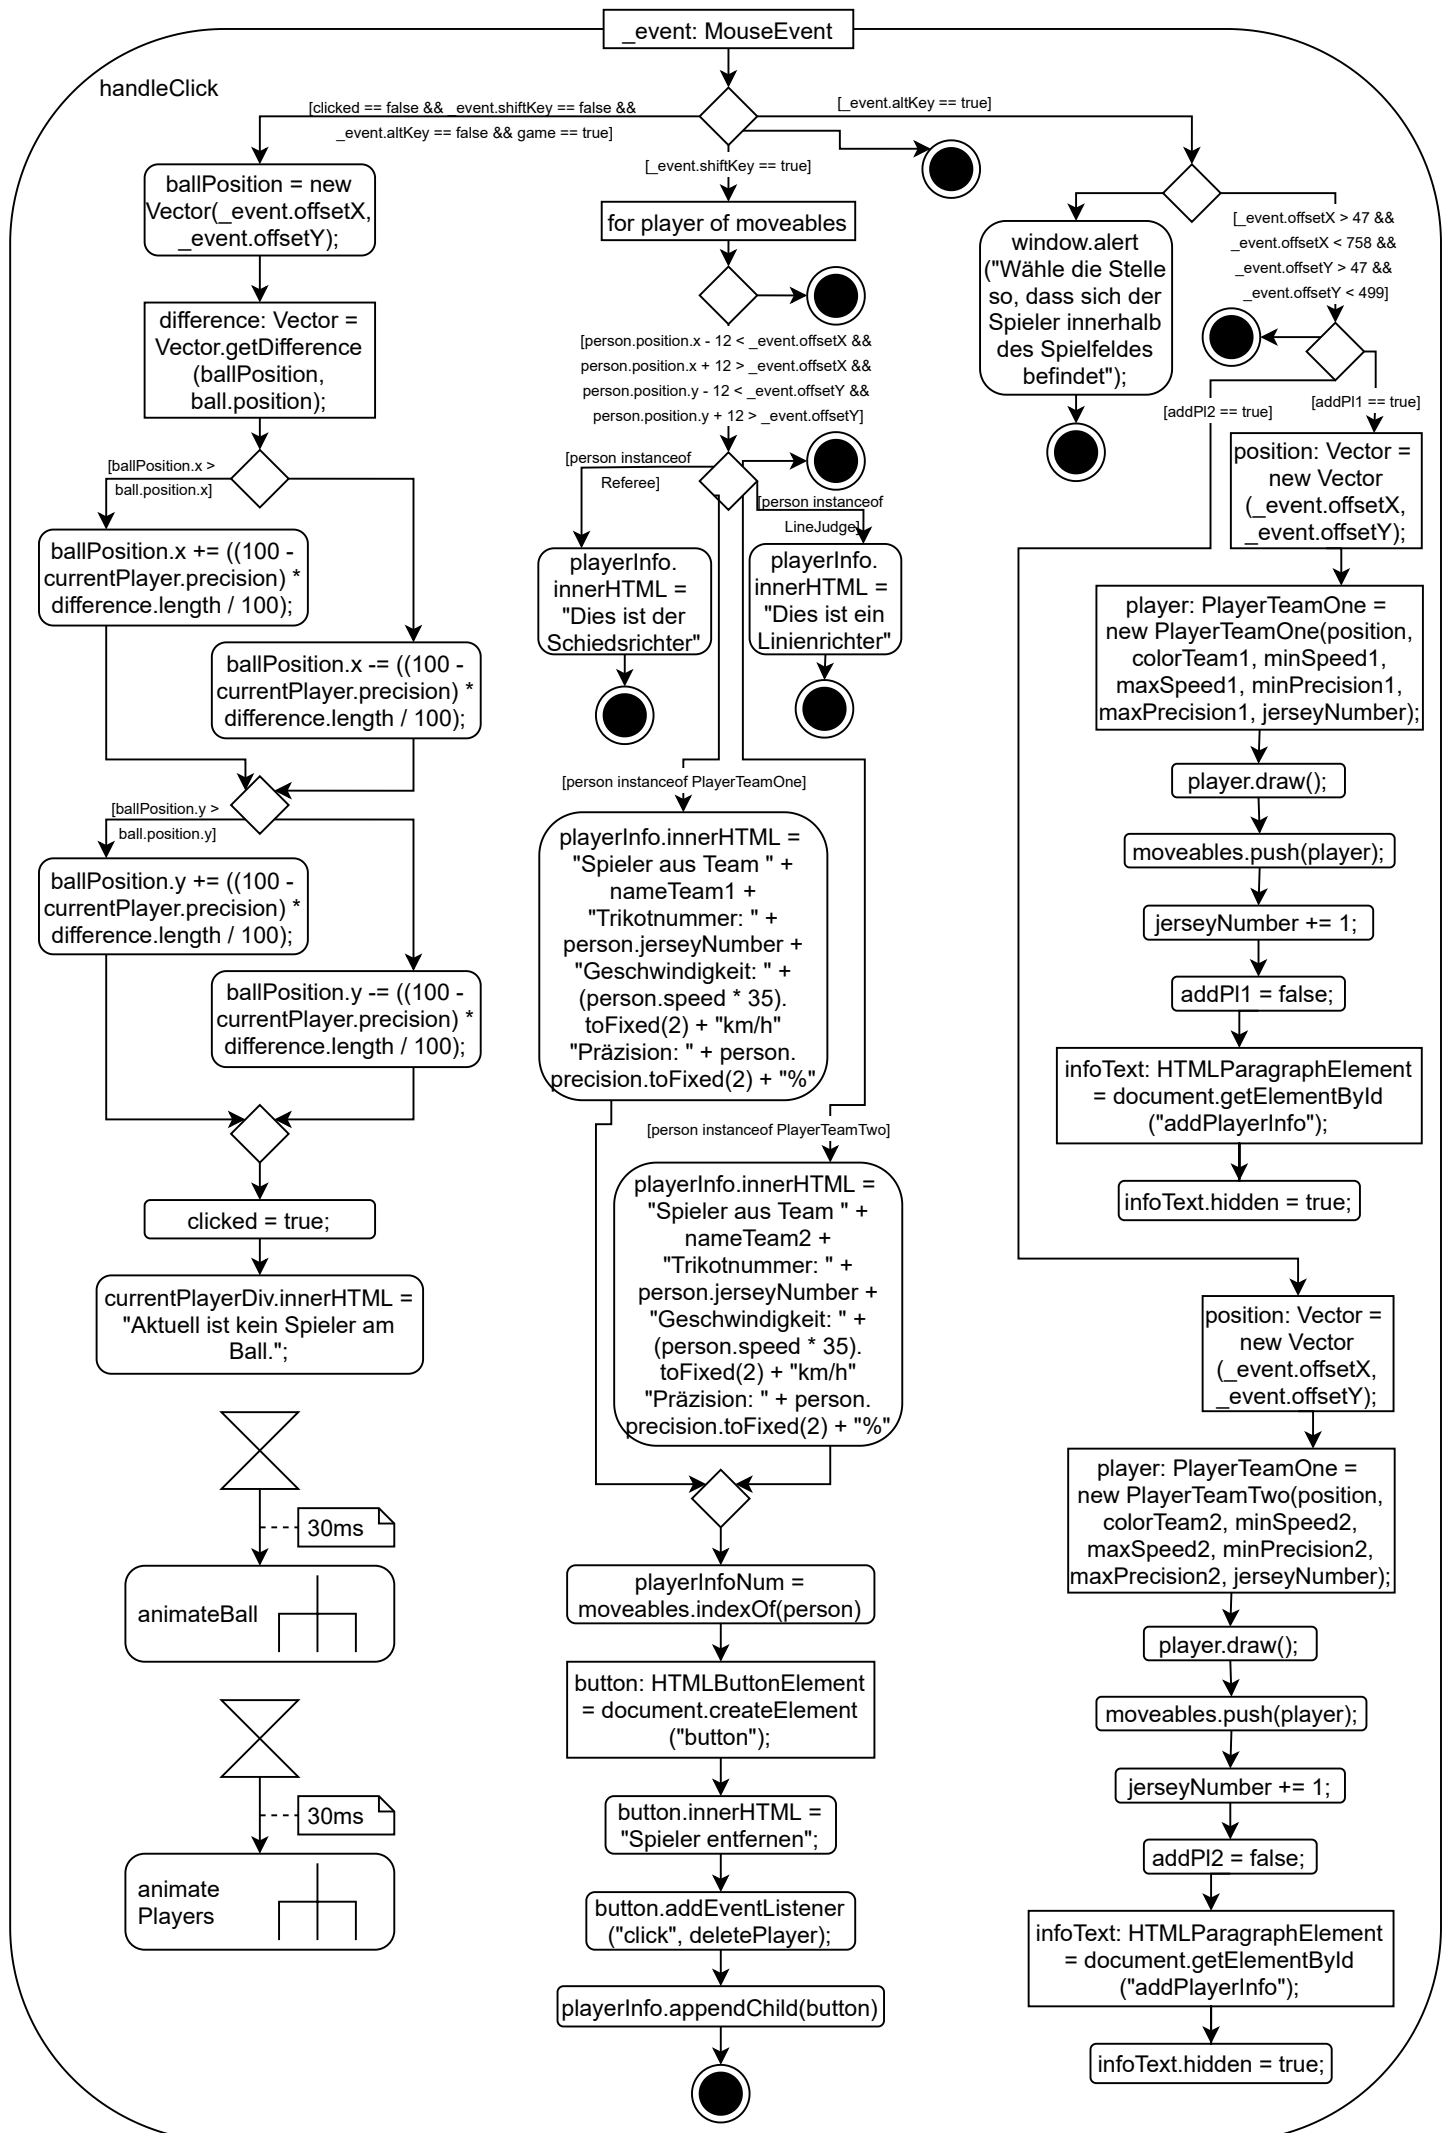 _event: MouseEvent
handleClick
[clicked == false && _event.shiftKey == false &&
_event.altKey == false && game == true]
[_event.altKey == true]
[_event.shiftKey == true]
ballPosition = new
Vector(_event.offsetX,
_event.offsetY);
difference: Vector =
Vector.getDifference
(ballPosition,
ball.position);
[ballPosition.x >
ball.position.x]
ballPosition.x += ((100 -
currentPlayer.precision) *
difference.length / 100);
ballPosition.x -= ((100 -
currentPlayer.precision) *
difference.length / 100);
[ballPosition.y >
ball.position.y]
ballPosition.y += ((100 -
currentPlayer.precision) *
difference.length / 100);
ballPosition.y -= ((100 -
currentPlayer.precision) *
difference.length / 100);
clicked = true;
currentPlayerDiv.innerHTML =
"Aktuell ist kein Spieler am
Ball.";
30ms
animateBall
30ms
animate
Players
for player of moveables
[person.position.x - 12 < _event.offsetX &&
person.position.x + 12 > _event.offsetX &&
person.position.y - 12 < _event.offsetY &&
person.position.y + 12 > _event.offsetY]
[person instanceof
Referee]
[person instanceof
LineJudge]
playerInfo.
innerHTML =
"Dies ist der
Schiedsrichter"
playerInfo.
innerHTML =
"Dies ist ein
Linienrichter"
[person instanceof PlayerTeamOne]
playerInfo.innerHTML =
"Spieler aus Team " +
nameTeam1 +
"Trikotnummer: " +
person.jerseyNumber +
"Geschwindigkeit: " +
(person.speed * 35).
toFixed(2) + "km/h"
"Präzision: " + person.
precision.toFixed(2) + "%"
[person instanceof PlayerTeamTwo]
playerInfo.innerHTML =
"Spieler aus Team " +
nameTeam2 +
"Trikotnummer: " +
person.jerseyNumber +
"Geschwindigkeit: " +
(person.speed * 35).
toFixed(2) + "km/h"
"Präzision: " + person.
precision.toFixed(2) + "%"
playerInfoNum =
moveables.indexOf(person)
button: HTMLButtonElement
= document.createElement
("button");
button.innerHTML =
"Spieler entfernen";
button.addEventListener
("click", deletePlayer);
playerInfo.appendChild(button)
window.alert
("Wähle die Stelle
so, dass sich der
Spieler innerhalb
des Spielfeldes
befindet");
[_event.offsetX > 47 &&
_event.offsetX < 758 &&
_event.offsetY > 47 &&
_event.offsetY < 499]
[addPl2 == true]
[addPl1 == true]
position: Vector =
new Vector
(_event.offsetX,
_event.offsetY);
player: PlayerTeamOne =
new PlayerTeamOne(position,
colorTeam1, minSpeed1,
maxSpeed1, minPrecision1,
maxPrecision1, jerseyNumber);
player.draw();
moveables.push(player);
jerseyNumber += 1;
addPl1 = false;
infoText: HTMLParagraphElement
= document.getElementById
("addPlayerInfo");
infoText.hidden = true;
position: Vector =
new Vector
(_event.offsetX,
_event.offsetY);
player: PlayerTeamOne =
new PlayerTeamTwo(position,
colorTeam2, minSpeed2,
maxSpeed2, minPrecision2,
maxPrecision2, jerseyNumber);
player.draw();
moveables.push(player);
jerseyNumber += 1;
addPl2 = false;
infoText: HTMLParagraphElement
= document.getElementById
("addPlayerInfo");
infoText.hidden = true;